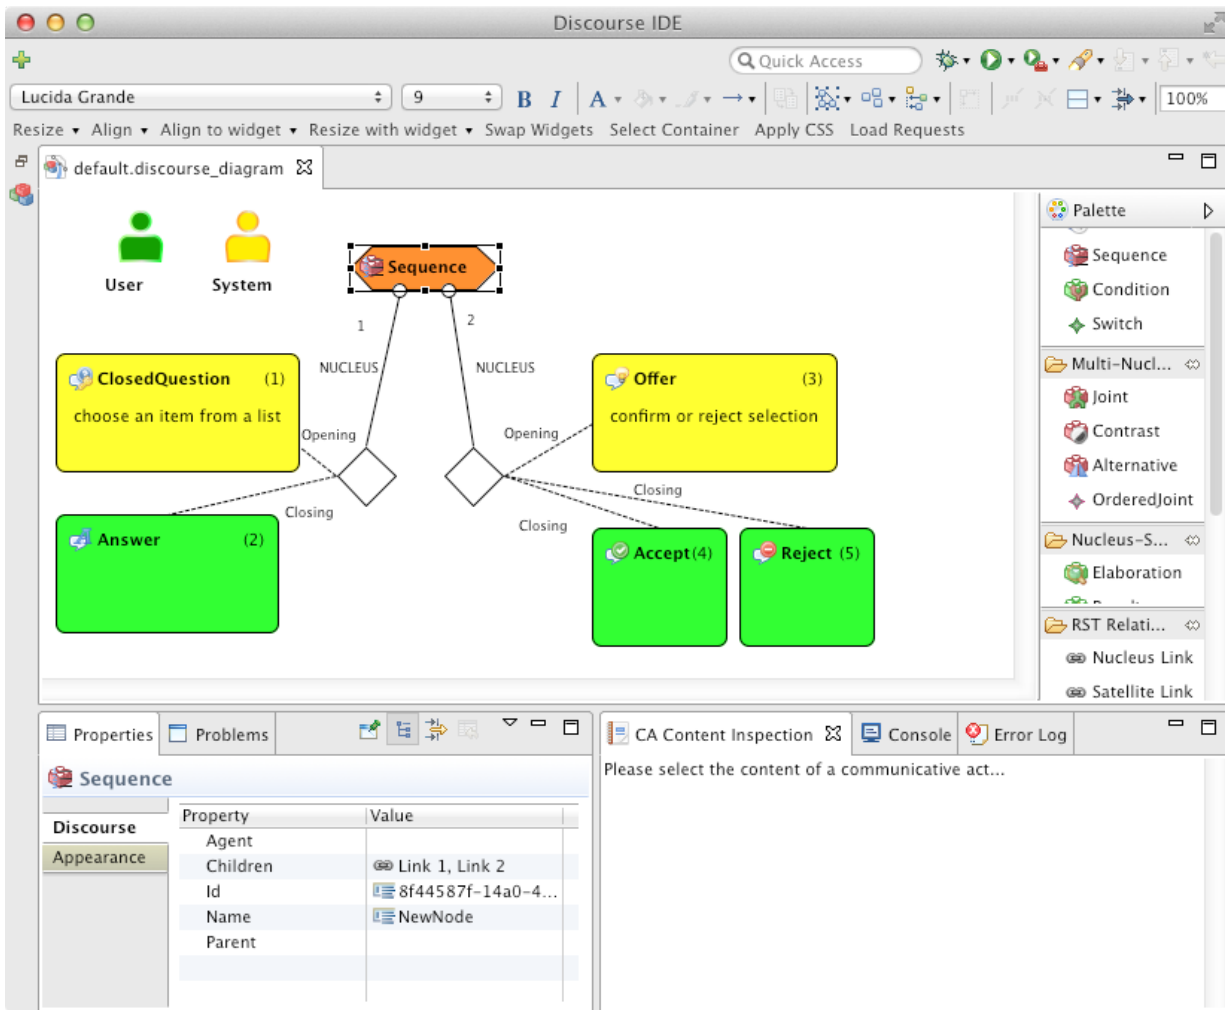 Discourse IDE
Quick Access
Lucida Grande 9 B I A 100%
Resize Align Align to widget Resize with widget Swap Widgets Select Container Apply CSS Load Requests
default.discourse_diagram
Palette
Sequence
Condition
Switch
Multi-Nucl...
Joint
Contrast
Alternative
OrderedJoint
Nucleus-S...
Elaboration
RST Relati...
Nucleus Link
Satellite Link
User
System
Sequence
1
2
NUCLEUS
NUCLEUS
ClosedQuestion (1)
choose an item from a list
Offer (3)
confirm or reject selection
Opening
Opening
Closing
Closing
Closing
Answer (2)
Accept (4)
Reject (5)
Properties Problems
Sequence
Discourse
Appearance
Property Value
Agent
Children Link 1, Link 2
Id 8f44587f-14a0-4...
Name NewNode
Parent
CA Content Inspection Console Error Log
Please select the content of a communicative act...